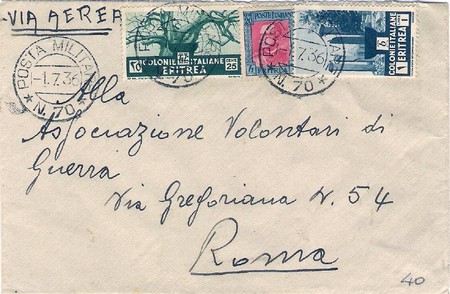 VIA AEREA
POSTA MILITARE
-1.7.36
N. 70
COLONIE ITALIANE
ERITREA
25
POSTE ITALIANE
COLONIE ITALIANE
ERITREA
1
Alla
Associazione Volontari di
Guerra
Via Gregoriana N. 54
Roma
40